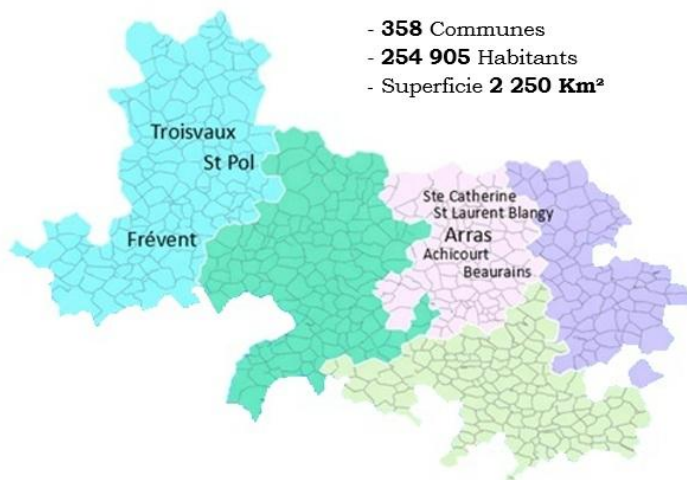 - 358 Communes
- 254 905 Habitants
- Superficie 2 250 Km²
Troisvaux
St Pol
Frévent
Ste Catherine
St Laurent Blangy
Arras
Achicourt
Beaurains